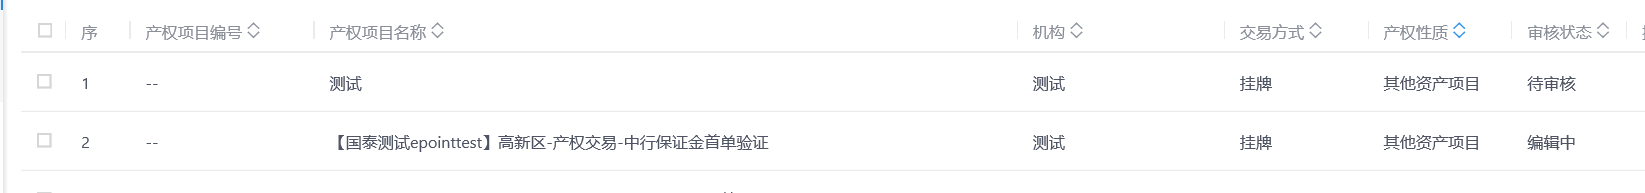 序 产权项目编号 产权项目名称 机构 交易方式 产权性质 审核状态
1 -- 测试 测试 挂牌 其他资产项目 待审核
2 -- 【国泰测试epointtest】高新区-产权交易-中行保证金首单验证 测试 挂牌 其他资产项目 编辑中